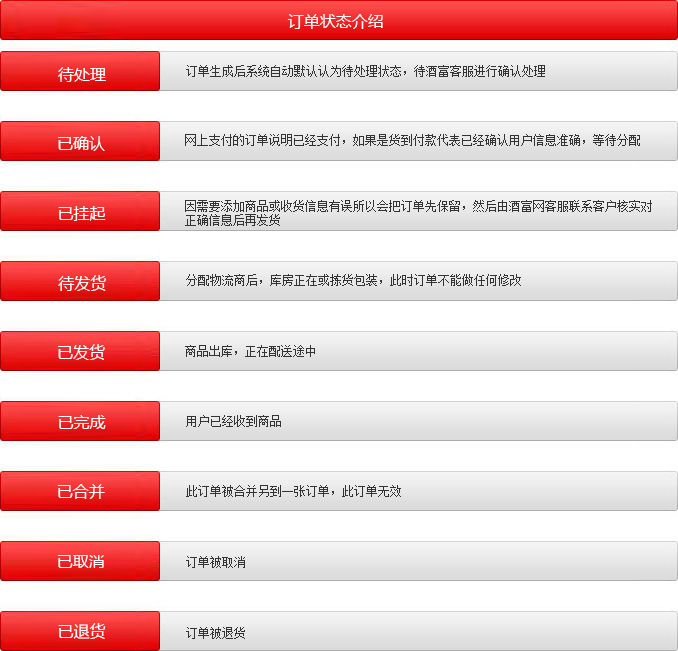 订单状态介绍
待处理
订单生成后系统自动默认认为待处理状态，待酒富客服进行确认处理
已确认
网上支付的订单说明已经支付，如果是货到付款代表已经确认用户信息准确，等待分配
已挂起
因需要添加商品或收货信息有误所以会把订单先保留，然后由酒富网客服联系客户核实对
正确信息后再发货
待发货
分配物流商后，库房正在或拣货包装，此时订单不能做任何修改
已发货
商品出库，正在配送途中
已完成
用户已经收到商品
已合并
此订单被合并另到一张订单，此订单无效
已取消
订单被取消
已退货
订单被退货